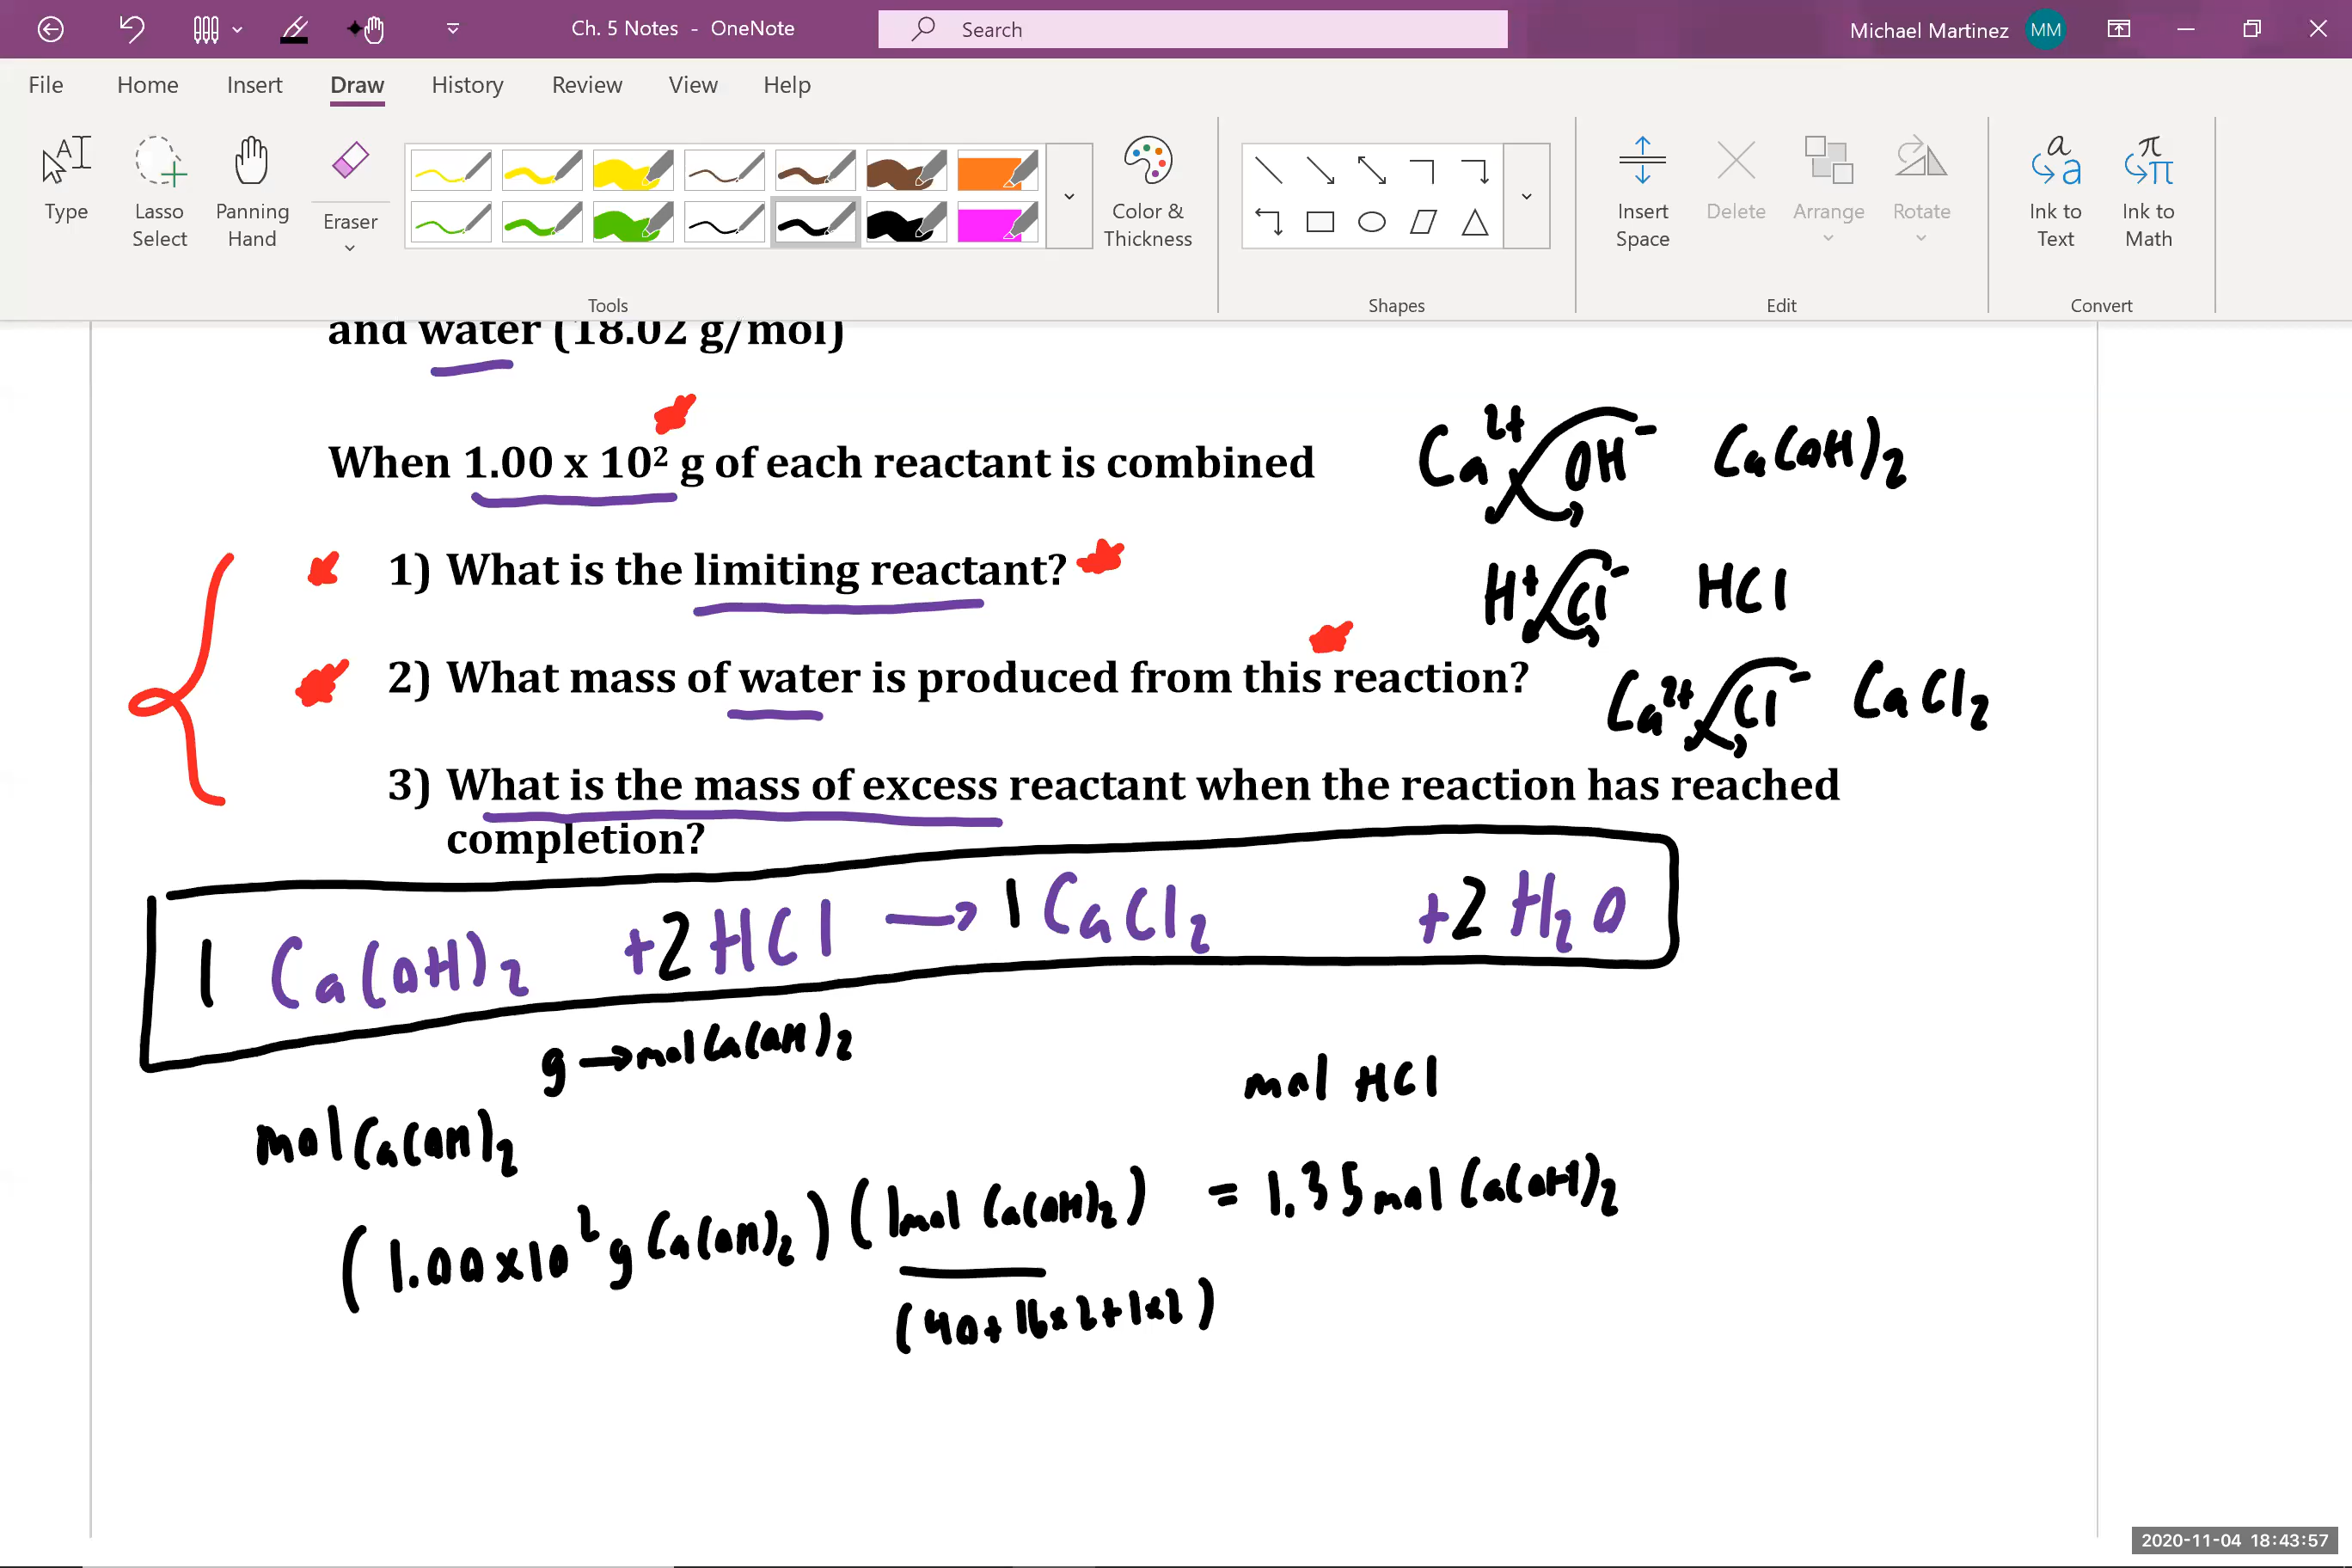 Ch. 5 Notes - OneNote
Search
Michael Martinez MM
File Home Insert Draw History Review View Help
Type
Lasso Select
Panning Hand
Eraser
Color & Thickness
Insert Space
Delete
Arrange
Rotate
Ink to Text
Ink to Math
Tools Shapes Edit Convert
and water (18.02 g/mol)
When 1.00 x 10² g of each reactant is combined
Ca²⁺ OH⁻ Ca(OH)₂
1) What is the limiting reactant?
H⁺ Cl⁻ HCl
2) What mass of water is produced from this reaction?
Ca²⁺ Cl⁻ CaCl₂
3) What is the mass of excess reactant when the reaction has reached
completion?
1 Ca(OH)₂ +2 HCl → 1 CaCl₂ +2 H₂O
g → mol Ca(OH)₂
mol HCl
mol Ca(OH)₂
(1.00x10² g Ca(OH)₂) (1mol Ca(OH)₂) = 1.35 mol Ca(OH)₂
(40+16x2+1x2)
2020-11-04 18:43:57